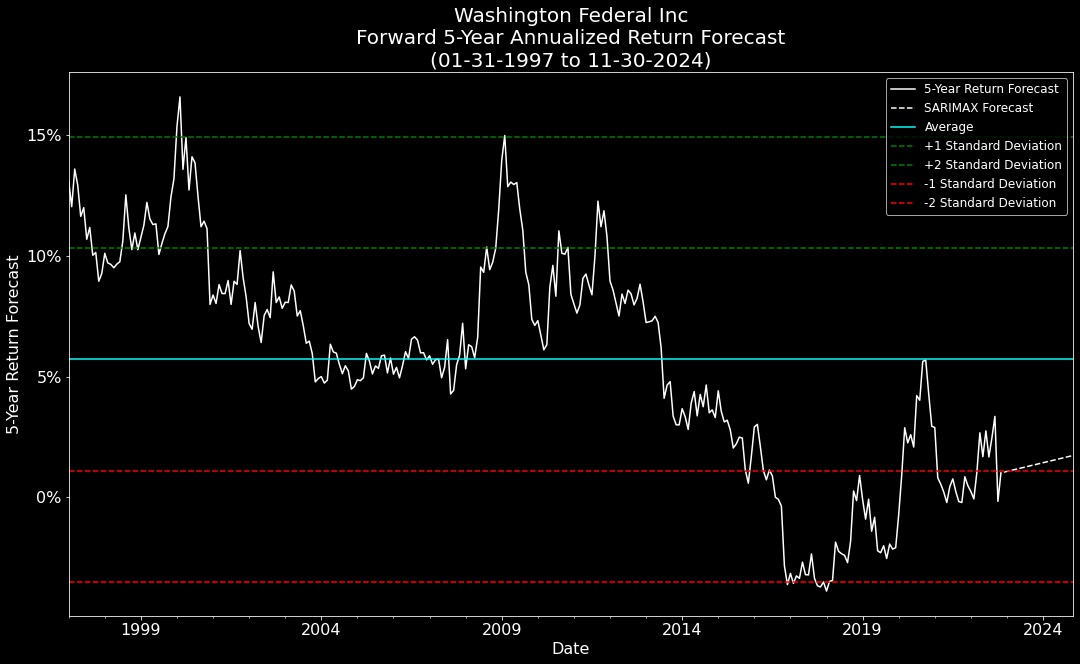 Washington Federal Inc
Forward 5-Year Annualized Return Forecast
(01-31-1997 to 11-30-2024)
5-Year Return Forecast
SARIMAX Forecast
Average
+1 Standard Deviation
+2 Standard Deviation
-1 Standard Deviation
-2 Standard Deviation
15%
10%
5%
0%
5-Year Return Forecast
1999 2004 2009 2014 2019 2024
Date